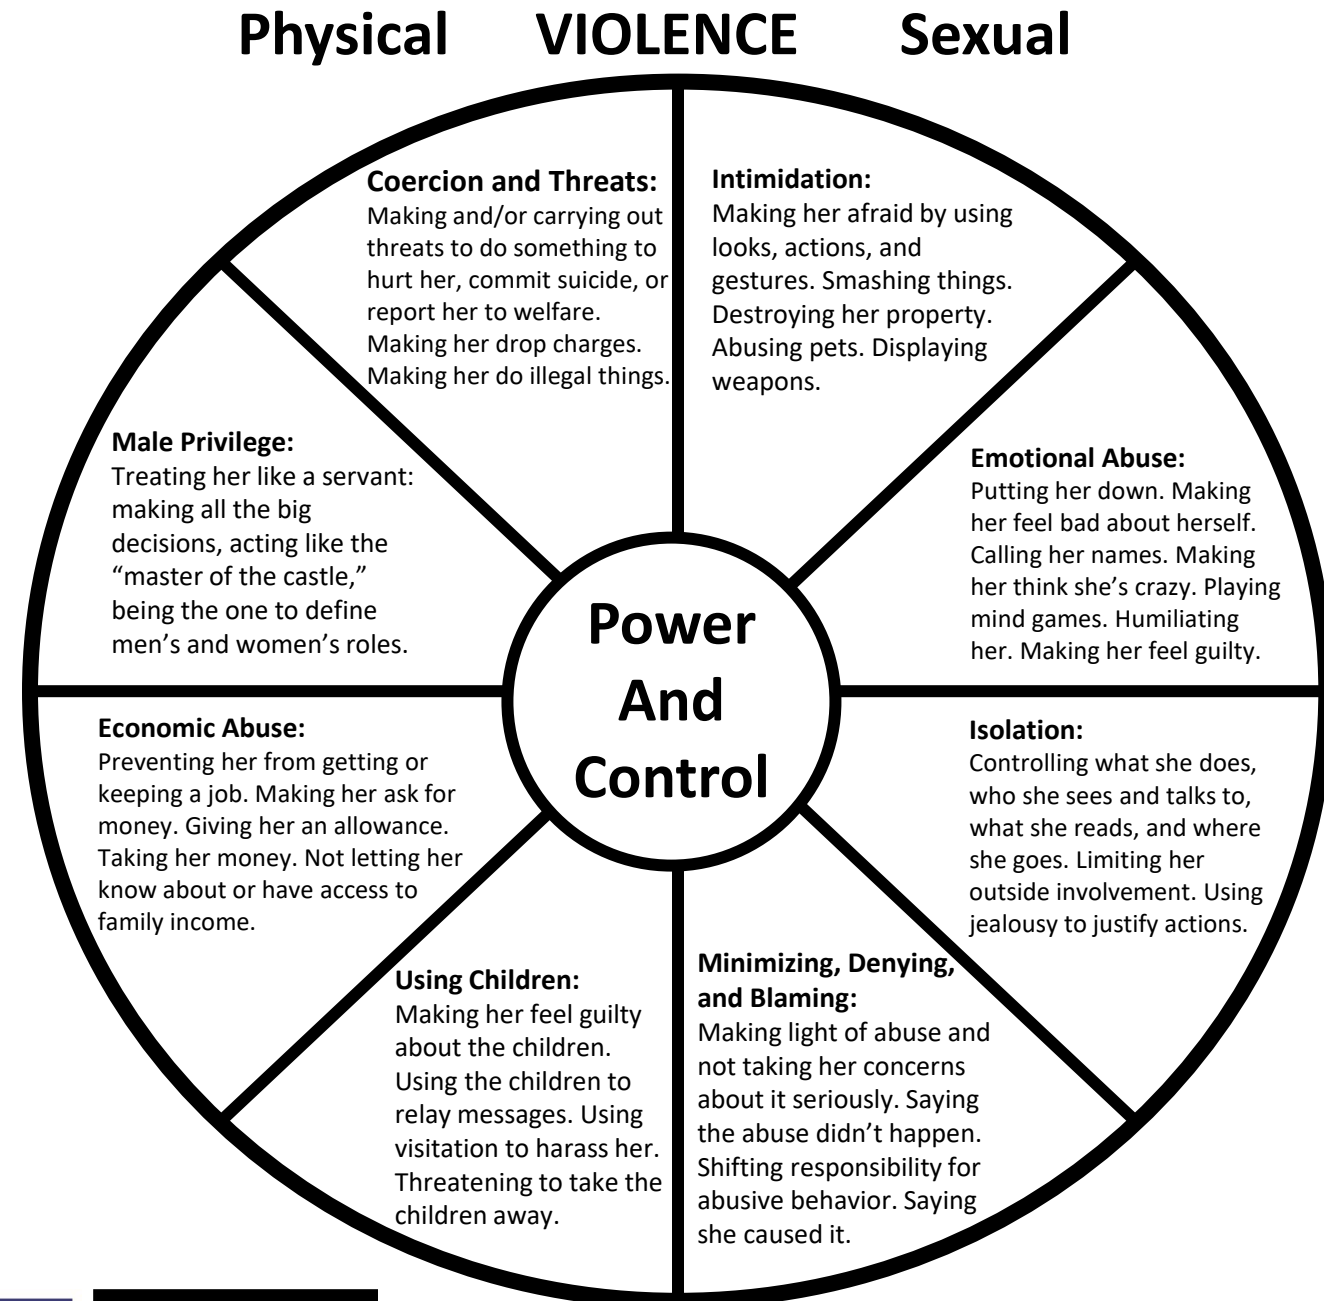 Physical VIOLENCE Sexual
Coercion and Threats:
Making and/or carrying out
threats to do something to
hurt her, commit suicide, or
report her to welfare.
Making her drop charges.
Making her do illegal things.
Intimidation:
Making her afraid by using
looks, actions, and
gestures. Smashing things.
Destroying her property.
Abusing pets. Displaying
weapons.
Male Privilege:
Treating her like a servant:
making all the big
decisions, acting like the
“master of the castle,”
being the one to define
men’s and women’s roles.
Emotional Abuse:
Putting her down. Making
her feel bad about herself.
Calling her names. Making
her think she’s crazy. Playing
mind games. Humiliating
her. Making her feel guilty.
Power
And
Control
Economic Abuse:
Preventing her from getting or
keeping a job. Making her ask for
money. Giving her an allowance.
Taking her money. Not letting her
know about or have access to
family income.
Isolation:
Controlling what she does,
who she sees and talks to,
what she reads, and where
she goes. Limiting her
outside involvement. Using
jealousy to justify actions.
Using Children:
Making her feel guilty
about the children.
Using the children to
relay messages. Using
visitation to harass her.
Threatening to take the
children away.
Minimizing, Denying,
and Blaming:
Making light of abuse and
not taking her concerns
about it seriously. Saying
the abuse didn’t happen.
Shifting responsibility for
abusive behavior. Saying
she caused it.